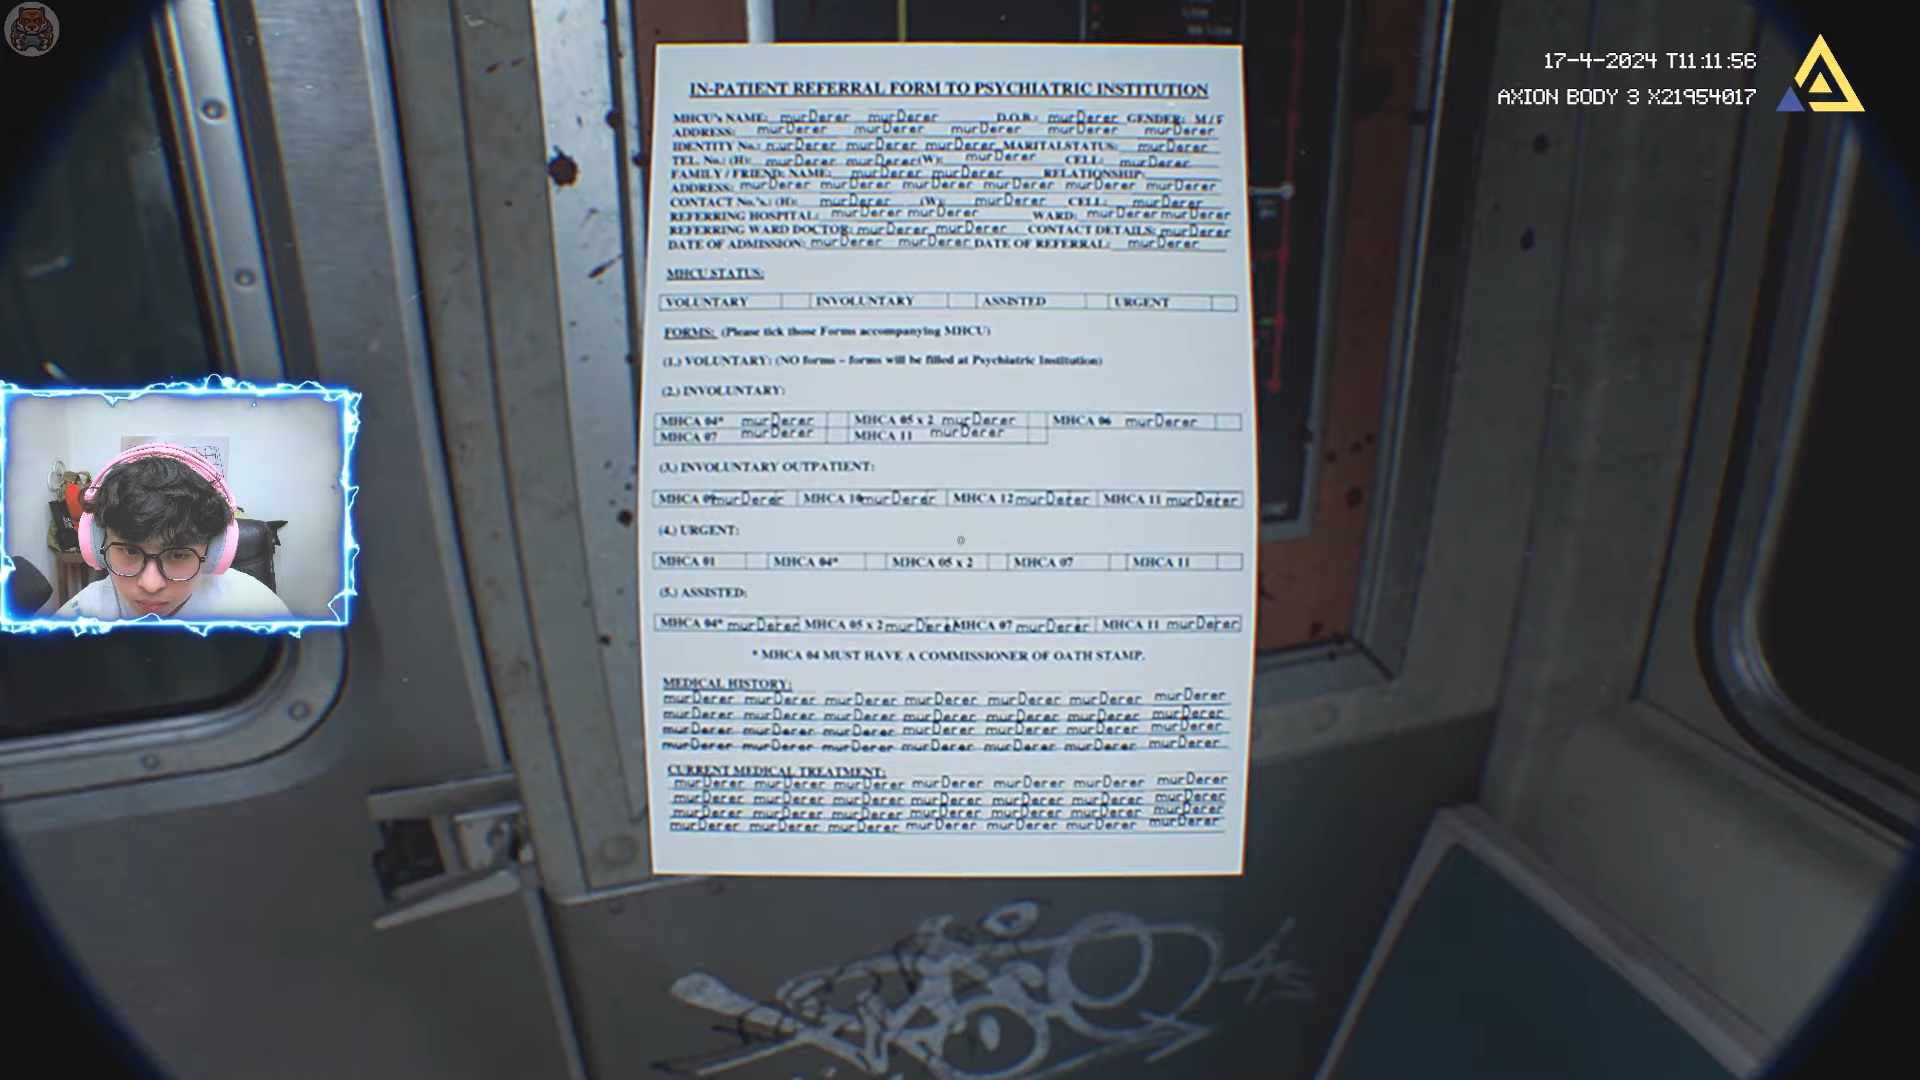 17-4-2024 T11:11:56
AXION BODY 3 X21954017
IN-PATIENT REFERRAL FORM TO PSYCHIATRIC INSTITUTION
MHCU's NAME: murDerer murDerer D.O.B.: murDerer GENDER: M / F
ADDRESS: murDerer murDerer murDerer murDerer murDerer
IDENTITY No.: murDerer murDerer murDerer MARITALSTATUS: murDerer
TEL. No.: (H): murDerer murDerer (W): murDerer CELL: murDerer
FAMILY / FRIEND: NAME: murDerer murDerer RELATIONSHIP:
ADDRESS: murDerer murDerer murDerer murDerer murDerer murDerer
CONTACT No.'s.: (H): murDerer (W): murDerer CELL: murDerer
REFERRING HOSPITAL: murDerer murDerer WARD: murDerer murDerer
REFERRING WARD DOCTOR: murDerer murDerer CONTACT DETAILS: murDerer
DATE OF ADMISSION: murDerer murDerer DATE OF REFERRAL: murDerer
MHCU STATUS:
VOLUNTARY INVOLUNTARY ASSISTED URGENT
FORMS: (Please tick those Forms accompanying MHCU)
(1.) VOLUNTARY: (NO forms – forms will be filled at Psychiatric Institution)
(2.) INVOLUNTARY:
MHCA 04* murDerer MHCA 05 x 2 murDerer MHCA 06 murDerer
MHCA 07 murDerer MHCA 11 murDerer
(3.) INVOLUNTARY OUTPATIENT:
MHCA 09 murDerer MHCA 10 murDerer MHCA 12 murDerer MHCA 11 murDerer
(4.) URGENT:
MHCA 01 MHCA 04* MHCA 05 x 2 MHCA 07 MHCA 11
(5.) ASSISTED:
MHCA 04* murDerer MHCA 05 x 2 murDerer MHCA 07 murDerer MHCA 11 murDerer
* MHCA 04 MUST HAVE A COMMISSIONER OF OATH STAMP.
MEDICAL HISTORY:
murDerer murDerer murDerer murDerer murDerer murDerer murDerer
murDerer murDerer murDerer murDerer murDerer murDerer murDerer
murDerer murDerer murDerer murDerer murDerer murDerer murDerer
murDerer murDerer murDerer murDerer murDerer murDerer murDerer
CURRENT MEDICAL TREATMENT:
murDerer murDerer murDerer murDerer murDerer murDerer murDerer
murDerer murDerer murDerer murDerer murDerer murDerer murDerer
murDerer murDerer murDerer murDerer murDerer murDerer murDerer
murDerer murDerer murDerer murDerer murDerer murDerer murDerer